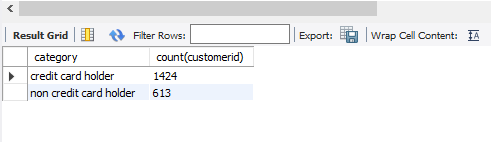 Result Grid Filter Rows: Export: Wrap Cell Content: IA
category count(customerid)
credit card holder 1424
non credit card holder 613